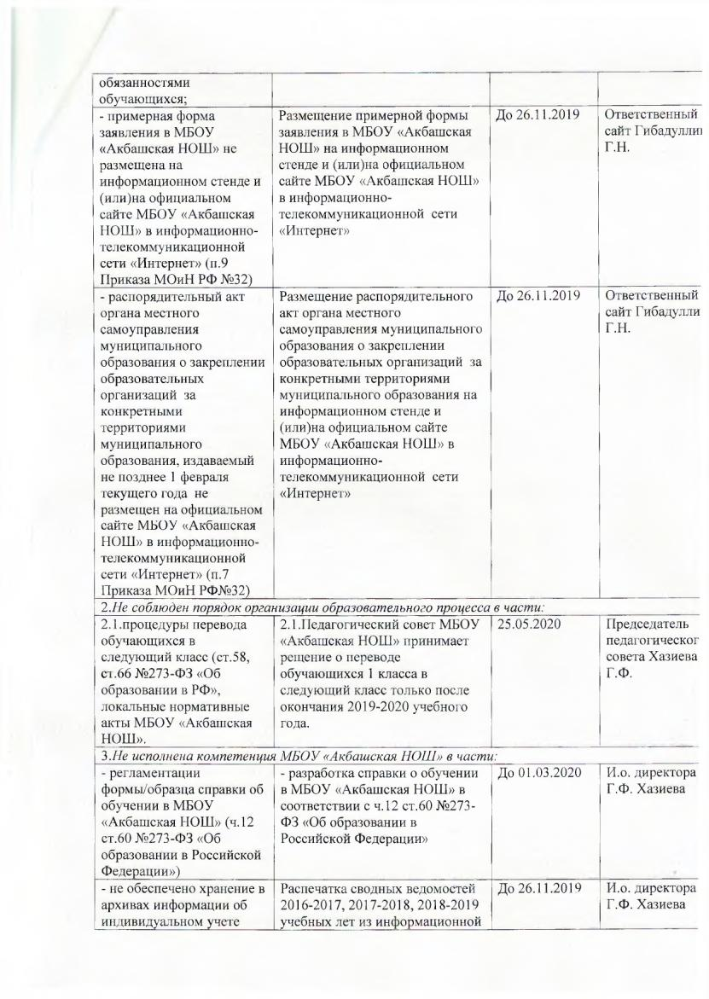 обязанностями
обучающихся;
- примерная форма
заявления в МБОУ
«Акбашская НОШ» не
размещена на
информационном стенде и
(или)на официальном
сайте МБОУ «Акбашская
НОШ» в информационно-
телекоммуникационной
сети «Интернет» (п.9
Приказа МОиН РФ №32)
Размещение примерной формы
заявления в МБОУ «Акбашская
НОШ» на информационном
стенде и (или)на официальном
сайте МБОУ «Акбашская НОШ»
в информационно-
телекоммуникационной сети
«Интернет»
До 26.11.2019
Ответственный
сайт Гибадулли
Г.Н.
- распорядительный акт
органа местного
самоуправления
муниципального
образования о закреплении
образовательных
организаций за
конкретными
территориями
муниципального
образования, издаваемый
не позднее 1 февраля
текущего года не
размещен на официальном
сайте МБОУ «Акбашская
НОШ» в информационно-
телекоммуникационной
сети «Интернет» (п.7
Приказа МОиН РФ№32)
Размещение распорядительного
акт органа местного
самоуправления муниципального
образования о закреплении
образовательных организаций за
конкретными территориями
муниципального образования на
информационном стенде и
(или)на официальном сайте
МБОУ «Акбашская НОШ» в
информационно-
телекоммуникационной сети
«Интернет»
До 26.11.2019
Ответственный
сайт Гибадулли
Г.Н.
2.Не соблюден порядок организации образовательного процесса в части:
2.1.процедуры перевода
обучающихся в
следующий класс (ст.58,
ст.66 №273-ФЗ «Об
образовании в РФ»,
локальные нормативные
акты МБОУ «Акбашская
НОШ».
2.1.Педагогический совет МБОУ
«Акбашская НОШ» принимает
рещение о переводе
обучающихся 1 класса в
следующий класс только после
окончания 2019-2020 учебного
года.
25.05.2020
Председатель
педагогическог
совета Хазиева
Г.Ф.
3.Не исполнена компетенция МБОУ «Акбашская НОШ» в части:
- регламентации
формы/образца справки об
обучении в МБОУ
«Акбашская НОШ» (ч.12
ст.60 №273-ФЗ «Об
образовании в Российской
Федерации»)
- разработка справки о обучении
в МБОУ «Акбашская НОШ» в
соответствии с ч.12 ст.60 №273-
ФЗ «Об образовании в
Российской Федерации»
До 01.03.2020
И.о. директора
Г.Ф. Хазиева
- не обеспечено хранение в
архивах информации об
индивидуальном учете
Распечатка сводных ведомостей
2016-2017, 2017-2018, 2018-2019
учебных лет из информационной
До 26.11.2019
И.о. директора
Г.Ф. Хазиева